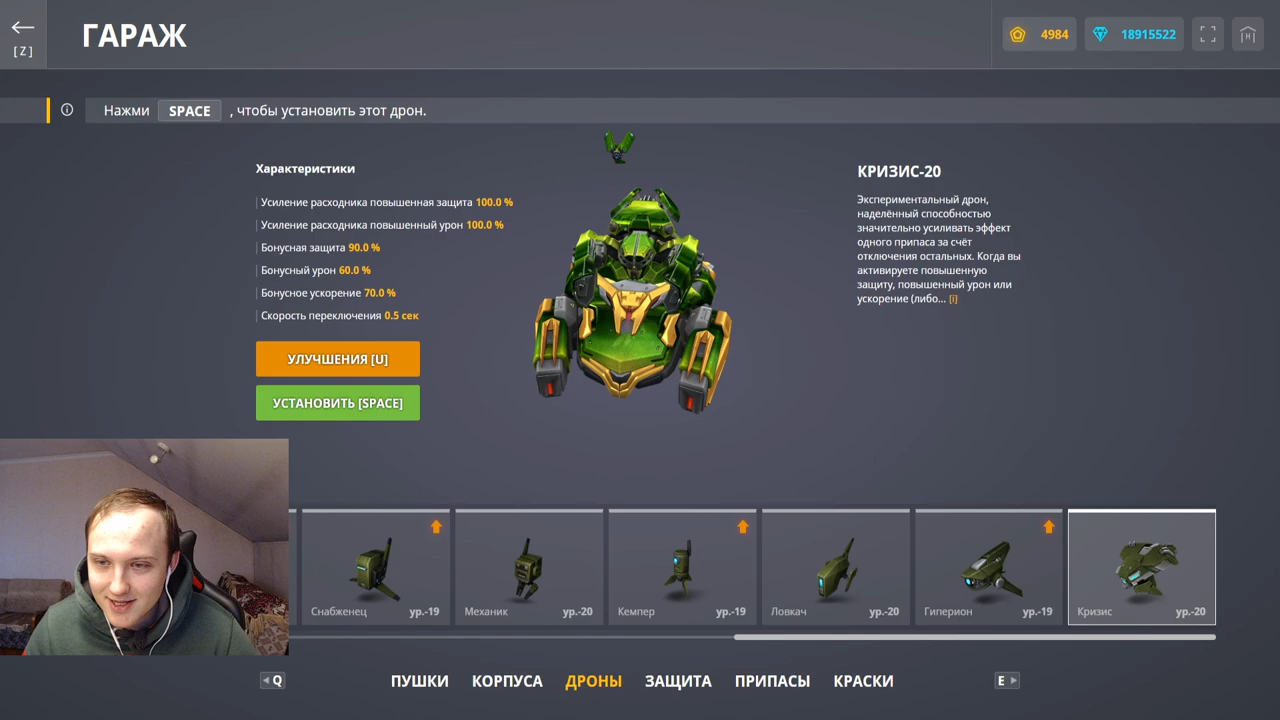 [Z]
ГАРАЖ
4984
18915522
Нажми SPACE , чтобы установить этот дрон.
Характеристики
Усиление расходника повышенная защита 100.0 %
Усиление расходника повышенный урон 100.0 %
Бонусная защита 90.0 %
Бонусный урон 60.0 %
Бонусное ускорение 70.0 %
Скорость переключения 0.5 сек
УЛУЧШЕНИЯ [U]
УСТАНОВИТЬ [SPACE]
КРИЗИС-20
Экспериментальный дрон,
наделённый способностью
значительно усиливать эффект
одного припаса за счёт
отключения остальных. Когда вы
активируете повышенную
защиту, повышенный урон или
ускорение (либо... [i]
Снабженец ур.-19
Механик ур.-20
Кемпер ур.-19
Ловкач ур.-20
Гиперион ур.-19
Кризис ур.-20
Q ПУШКИ КОРПУСА ДРОНЫ ЗАЩИТА ПРИПАСЫ КРАСКИ E